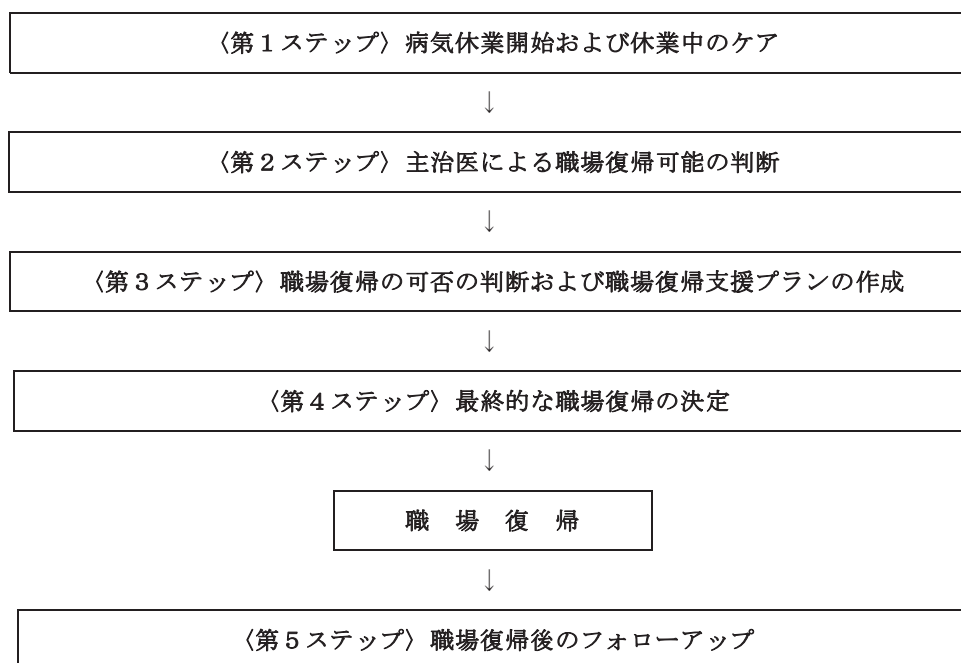 〈第１ステップ〉病気休業開始および休業中のケア
↓
〈第２ステップ〉主治医による職場復帰可能の判断
↓
〈第３ステップ〉職場復帰の可否の判断および職場復帰支援プランの作成
↓
〈第４ステップ〉最終的な職場復帰の決定
↓
職　場　復　帰
↓
〈第５ステップ〉職場復帰後のフォローアップ